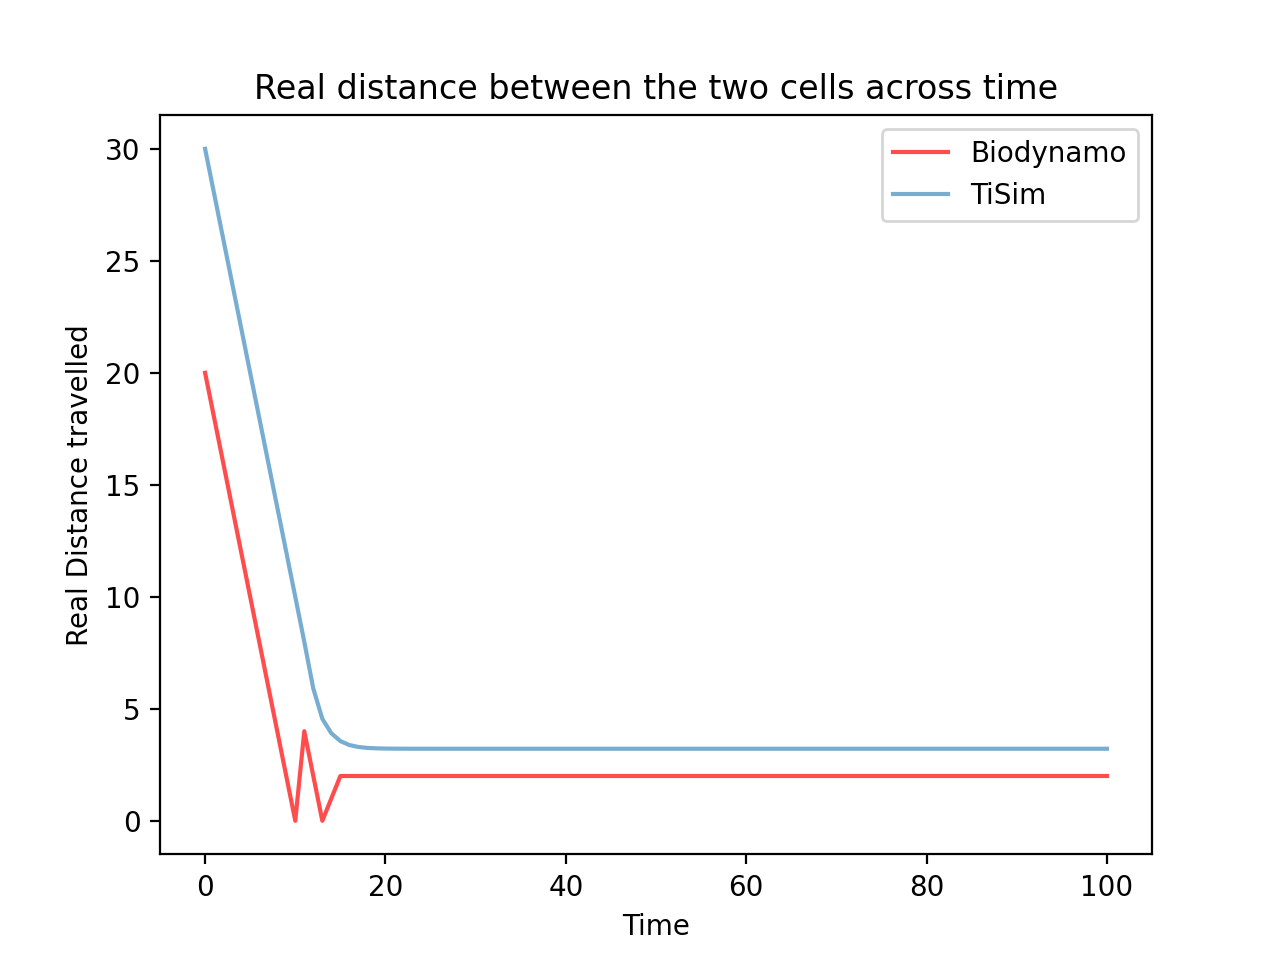 Real distance between the two cells across time
Biodynamo
TiSim
Real Distance travelled
30
25
20
15
10
5
0
0 20 40 60 80 100
Time